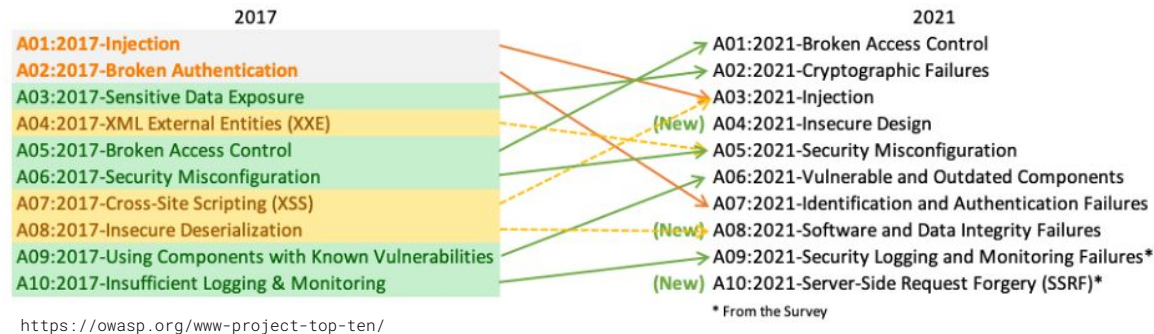 2017
A01:2017-Injection
A02:2017-Broken Authentication
A03:2017-Sensitive Data Exposure
A04:2017-XML External Entities (XXE)
A05:2017-Broken Access Control
A06:2017-Security Misconfiguration
A07:2017-Cross-Site Scripting (XSS)
A08:2017-Insecure Deserialization
A09:2017-Using Components with Known Vulnerabilities
A10:2017-Insufficient Logging & Monitoring
2021
A01:2021-Broken Access Control
A02:2021-Cryptographic Failures
A03:2021-Injection
(New) A04:2021-Insecure Design
A05:2021-Security Misconfiguration
A06:2021-Vulnerable and Outdated Components
A07:2021-Identification and Authentication Failures
(New) A08:2021-Software and Data Integrity Failures
A09:2021-Security Logging and Monitoring Failures*
(New) A10:2021-Server-Side Request Forgery (SSRF)*
* From the Survey
https://owasp.org/www-project-top-ten/